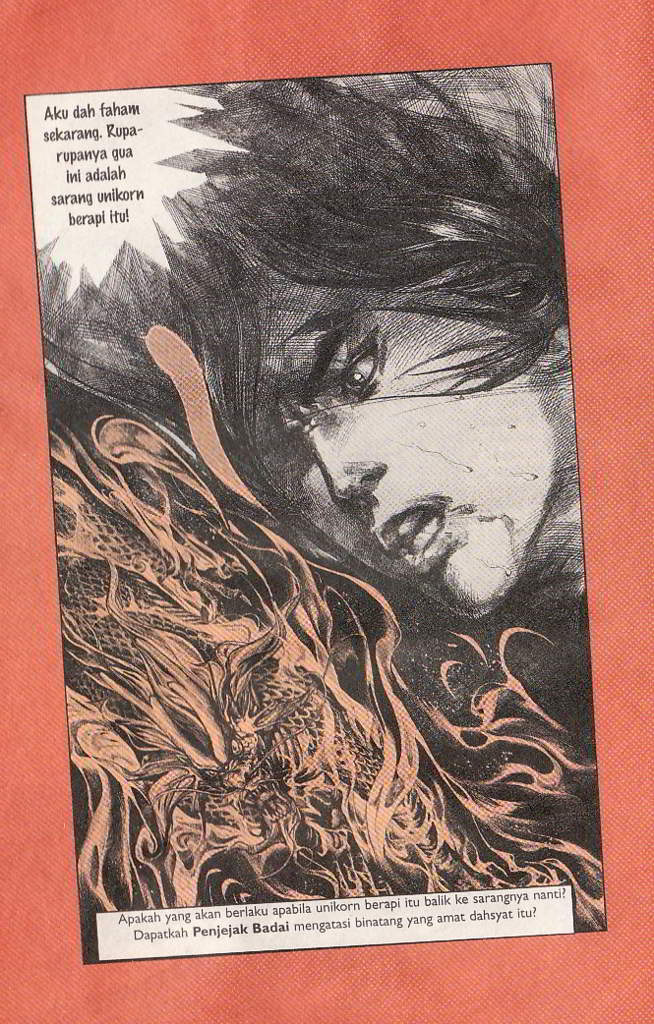 Aku dah faham
sekarang. Rupa-
rupanya gua
ini adalah
sarang unikorn
berapi itu!
Apakah yang akan berlaku apabila unikorn berapi itu balik ke sarangnya nanti?
Dapatkah Penjejak Badai mengatasi binatang yang amat dahsyat itu?